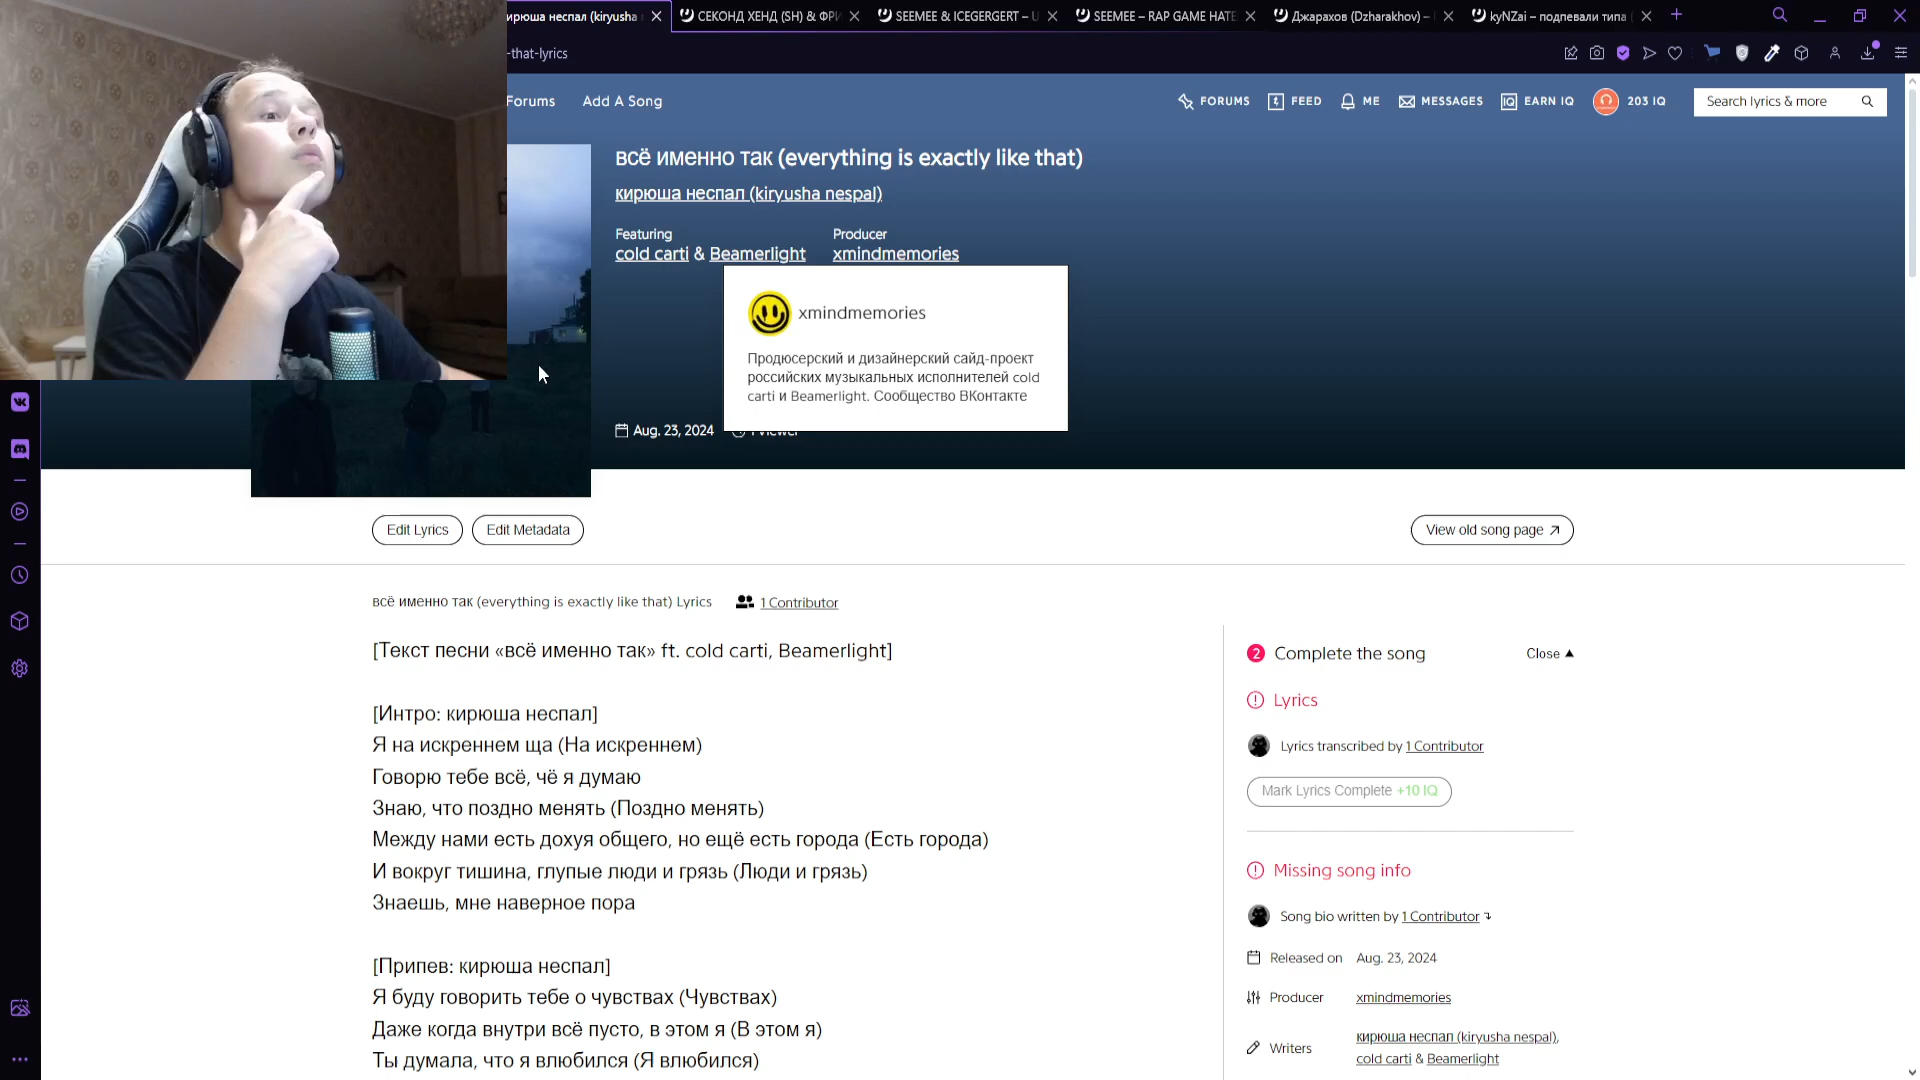 ирюша неспал (kiryusha
СЕКОНД ХЕНД (SH) & ФРИ
SEEMEE & ICEGERGERT – U
SEEMEE – RAP GAME HATE
Джарахов (Dzharakhov) –
kyNZai – подпевали типа
-that-lyrics
Forums
Add A Song
FORUMS
FEED
ME
MESSAGES
EARN IQ
203 IQ
Search lyrics & more
всё именно так (everything is exactly like that)
кирюша неспал (kiryusha nespal)
Featuring
Producer
cold carti & Beamerlight
xmindmemories
xmindmemories
Продюсерский и дизайнерский сайд-проект
российских музыкальных исполнителей cold
carti и Beamerlight. Сообщество ВКонтакте
Aug. 23, 2024
1 viewer
Edit Lyrics
Edit Metadata
View old song page
всё именно так (everything is exactly like that) Lyrics
1 Contributor
[Текст песни «всё именно так» ft. cold carti, Beamerlight]
[Интро: кирюша неспал]
Я на искреннем ща (На искреннем)
Говорю тебе всё, чё я думаю
Знаю, что поздно менять (Поздно менять)
Между нами есть дохуя общего, но ещё есть города (Есть города)
И вокруг тишина, глупые люди и грязь (Люди и грязь)
Знаешь, мне наверное пора
[Припев: кирюша неспал]
Я буду говорить тебе о чувствах (Чувствах)
Даже когда внутри всё пусто, в этом я (В этом я)
Ты думала, что я влюбился (Я влюбился)
2
Complete the song
Close
Lyrics
Lyrics transcribed by 1 Contributor
Mark Lyrics Complete +10 IQ
Missing song info
Song bio written by 1 Contributor
Released on
Aug. 23, 2024
Producer
xmindmemories
Writers
кирюша неспал (kiryusha nespal),
cold carti & Beamerlight